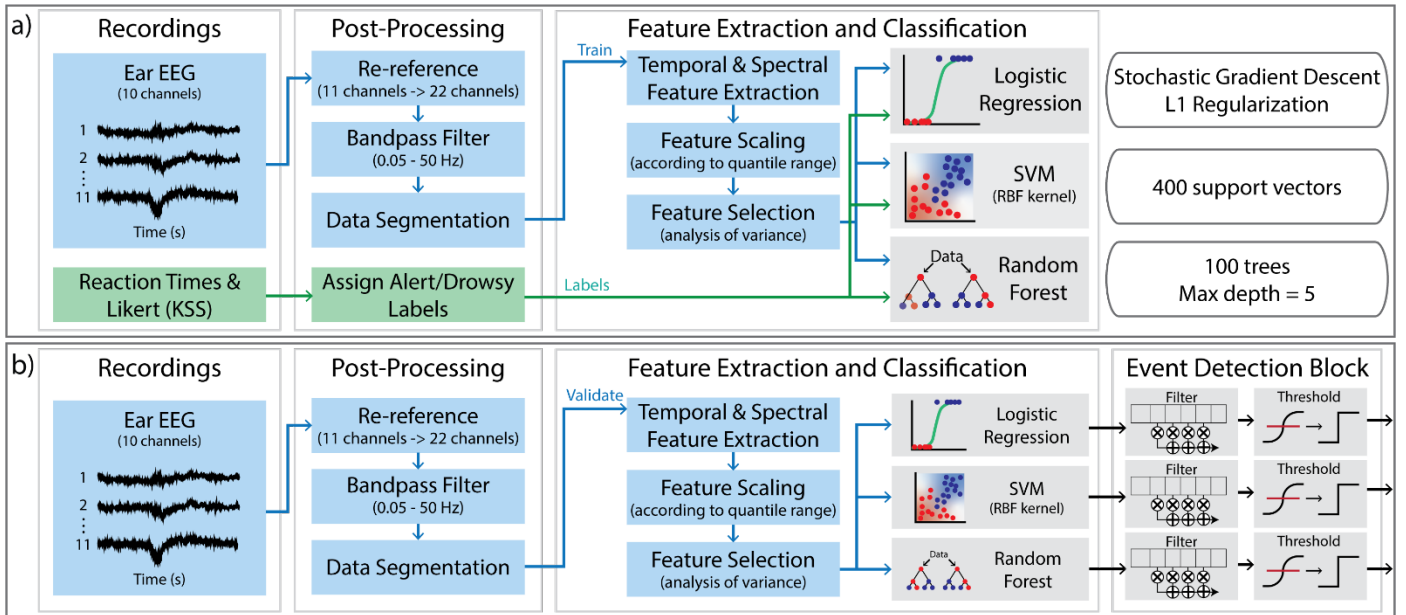 a)
Recordings
Ear EEG
(10 channels)
1
2
11
Time (s)
Reaction Times &
Likert (KSS)
Post-Processing
Re-reference
(11 channels -> 22 channels)
Bandpass Filter
(0.05 - 50 Hz)
Data Segmentation
Assign Alert/Drowsy
Labels
Feature Extraction and Classification
Train
Labels
Temporal & Spectral
Feature Extraction
Feature Scaling
(according to quantile range)
Feature Selection
(analysis of variance)
Logistic
Regression
SVM
(RBF kernel)
Data
Random
Forest
Stochastic Gradient Descent
L1 Regularization
400 support vectors
100 trees
Max depth = 5
b)
Recordings
Ear EEG
(10 channels)
1
2
11
Time (s)
Post-Processing
Re-reference
(11 channels -> 22 channels)
Bandpass Filter
(0.05 - 50 Hz)
Data Segmentation
Feature Extraction and Classification
Validate
Temporal & Spectral
Feature Extraction
Feature Scaling
(according to quantile range)
Feature Selection
(analysis of variance)
Logistic
Regression
SVM
(RBF kernel)
Data
Random
Forest
Event Detection Block
Filter
Threshold
Filter
Threshold
Filter
Threshold